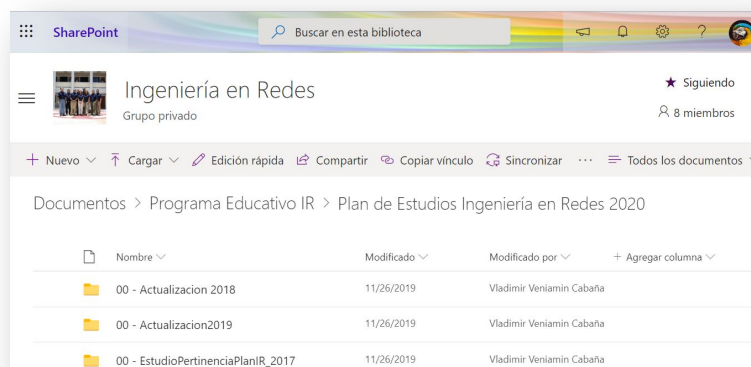 SharePoint
Buscar en esta biblioteca
Ingeniería en Redes
Siguiendo
Grupo privado
8 miembros
Nuevo Cargar Edición rápida Compartir Copiar vínculo Sincronizar ... Todos los documentos
Documentos > Programa Educativo IR > Plan de Estudios Ingeniería en Redes 2020
Nombre Modificado Modificado por + Agregar columna
00 - Actualizacion 2018 11/26/2019 Vladimir Veniamin Cabaña
00 - Actualizacion2019 11/26/2019 Vladimir Veniamin Cabaña
00 - EstudioPertinenciaPlanIR_2017 11/26/2019 Vladimir Veniamin Cabaña